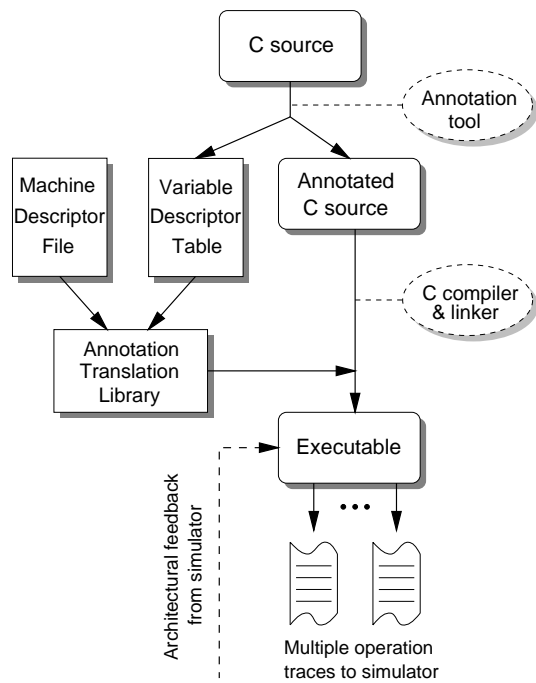 C source
Annotation
tool
Machine
Descriptor
File
Variable
Descriptor
Table
Annotated
C source
C compiler
& linker
Annotation
Translation
Library
Executable
Architectural feedback
from simulator
Multiple operation
traces to simulator